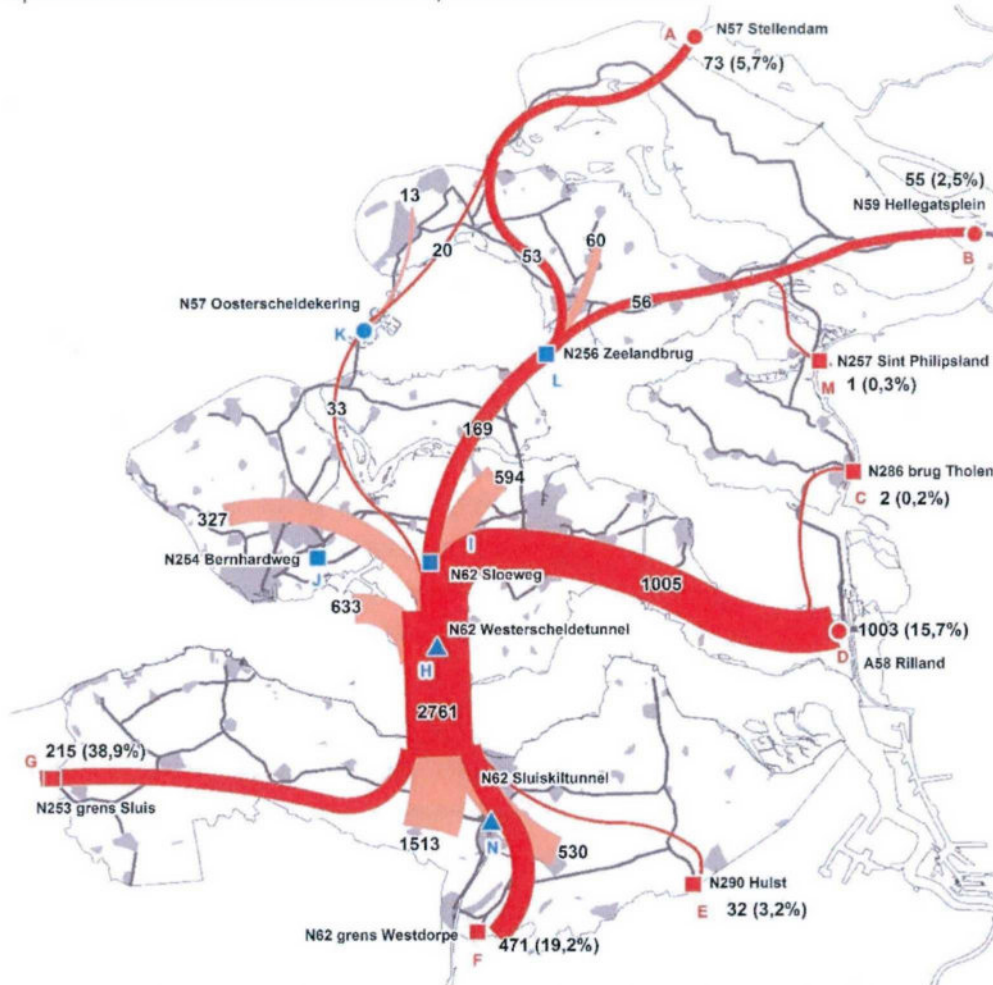 A
N57 Stellendam
73 (5,7%)
55 (2,5%)
N59 Hellegatsplein
B
13
20
53
60
N57 Oosterscheldekering
K
56
N256 Zeelandbrug
L
N257 Sint Philipsland
M
1 (0,3%)
33
169
594
N286 brug Tholen
C
2 (0,2%)
327
N254 Bernhardweg
J
I
N62 Sloeweg
1005
633
N62 Westerscheldetunnel
H
1003 (15,7%)
D
A58 Rilland
2761
G
215 (38,9%)
N253 grens Sluis
N62 Sluiskiltunnel
1513
N
530
N290 Hulst
E
32 (3,2%)
N62 grens Westdorpe
F
471 (19,2%)